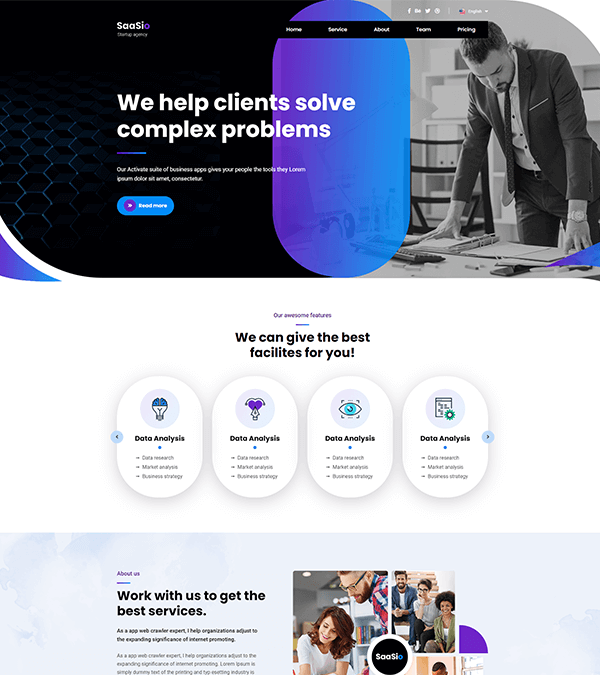 SaaSio
Startup agency
English
Home Service About Team Pricing
We help clients solve
complex problems
Our Activate suite of business apps gives your people the tools they Lorem
ipsum dolor sit amet, consectetur.
Read more
Our awesome features
We can give the best
facilites for you!
Data Analysis
Data research
Market analysis
Business strategy
Data Analysis
Data research
Market analysis
Business strategy
Data Analysis
Data research
Market analysis
Business strategy
Data Analysis
Data research
Market analysis
Business strategy
About us
Work with us to get the
best services.
As a app web crawler expert, I help organizations adjust to
the expanding significance of internet promoting.
As a app web crawler expert, I help organizations adjust to the
expanding significance of internet promoting. Lorem Ipsum is
simply dummy text of the printing and typ esetting industry is
SaaSio